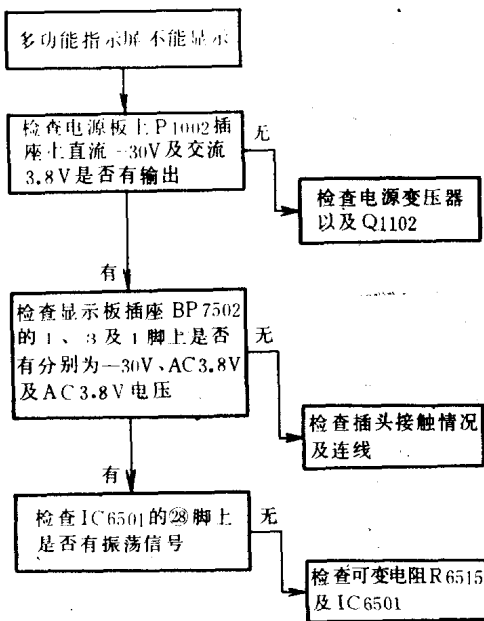 多功能指示屏不能显示
检查电源板上P1002插
座上直流-30V及交流
3.8V是否有输出
无
检查电源变压器
以及Q1102
有
检查显示板插座BP7502
的1、3及4脚上是否
有分别为-30V、AC3.8V
及AC3.8V电压
无
检查插头接触情况
及连线
有
检查IC6501的㉘脚上
是否有振荡信号
无
检查可变电阻R6515
及IC6501